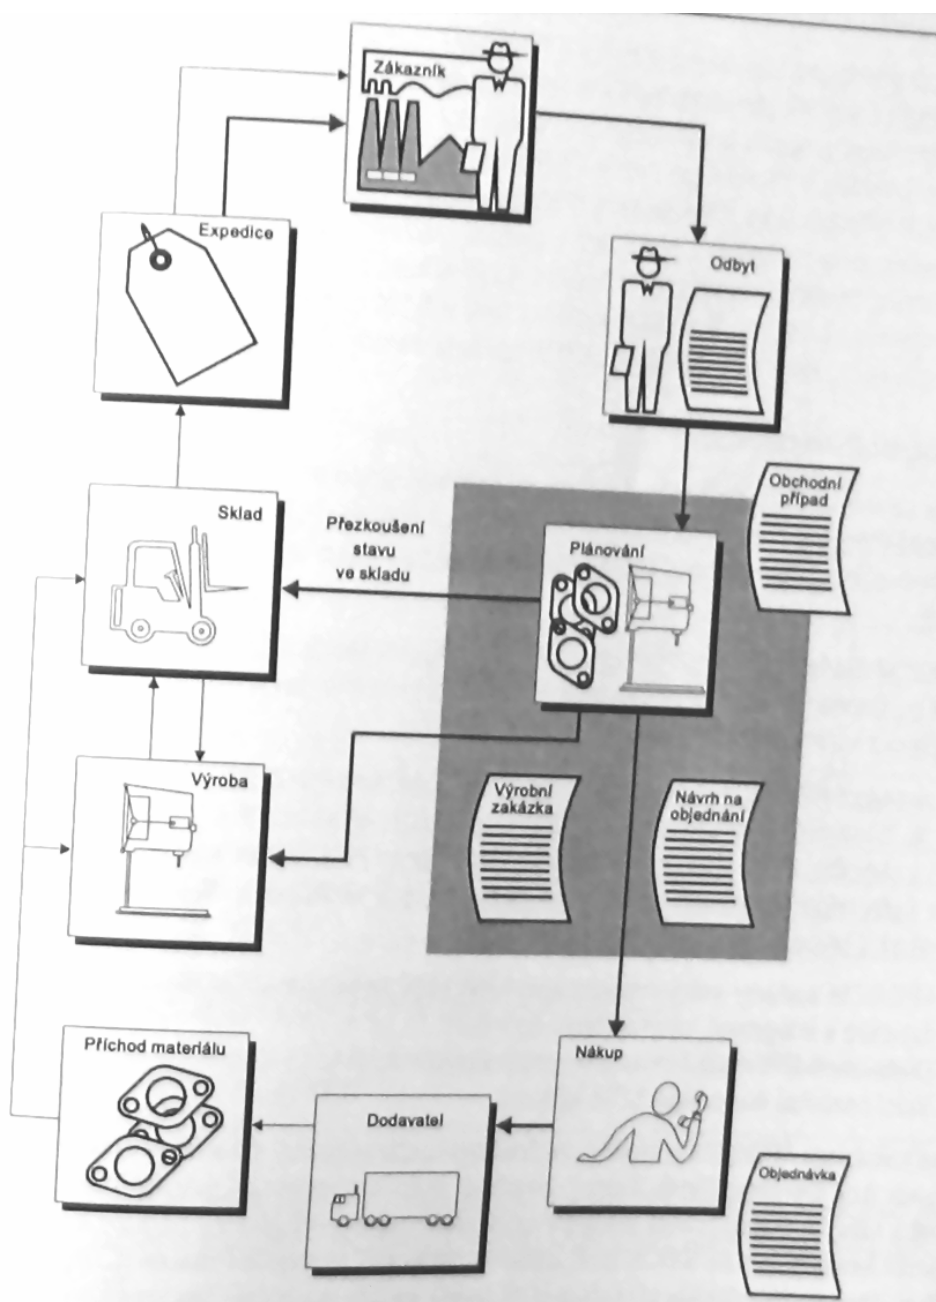 Zákazník
Expedice
Odbyt
Obchodní
případ
Sklad
Přezkoušení
stavu
ve skladu
Plánování
Výroba
Výrobní
zakázka
Návrh na
objednání
Příchod materiálu
Dodavatel
Nákup
Objednávka